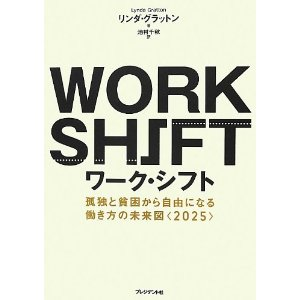 Lynda Gratton
リンダ・グラットン
著
池村千秋
訳
WORK
SHIFT
ワーク・シフト
孤独と貧困から自由になる
働き方の未来図〈2025〉
プレジデント社